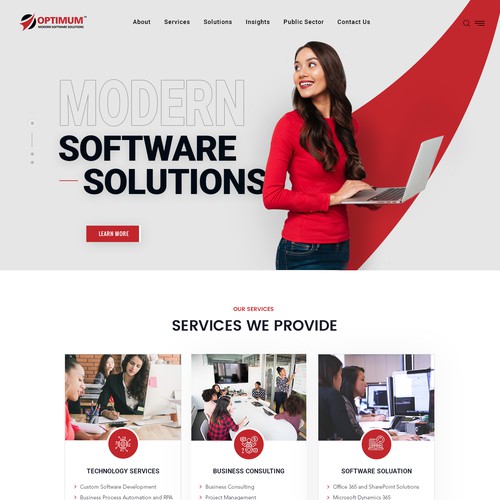 OPTIMUM™
MODERN SOFTWARE SOLUTIONS
About Services Solutions Insights Public Sector Contact Us
MODERN
SOFTWARE
SOLUTIONS
LEARN MORE
OUR SERVICES
SERVICES WE PROVIDE
TECHNOLOGY SERVICES
BUSINESS CONSULTING
SOFTWARE SOLUATION
Custom Software Development
Business Consulting
Office 365 and SharePoint Solutions
Business Process Automation and RPA
Project Management
Microsoft Dynamics 365